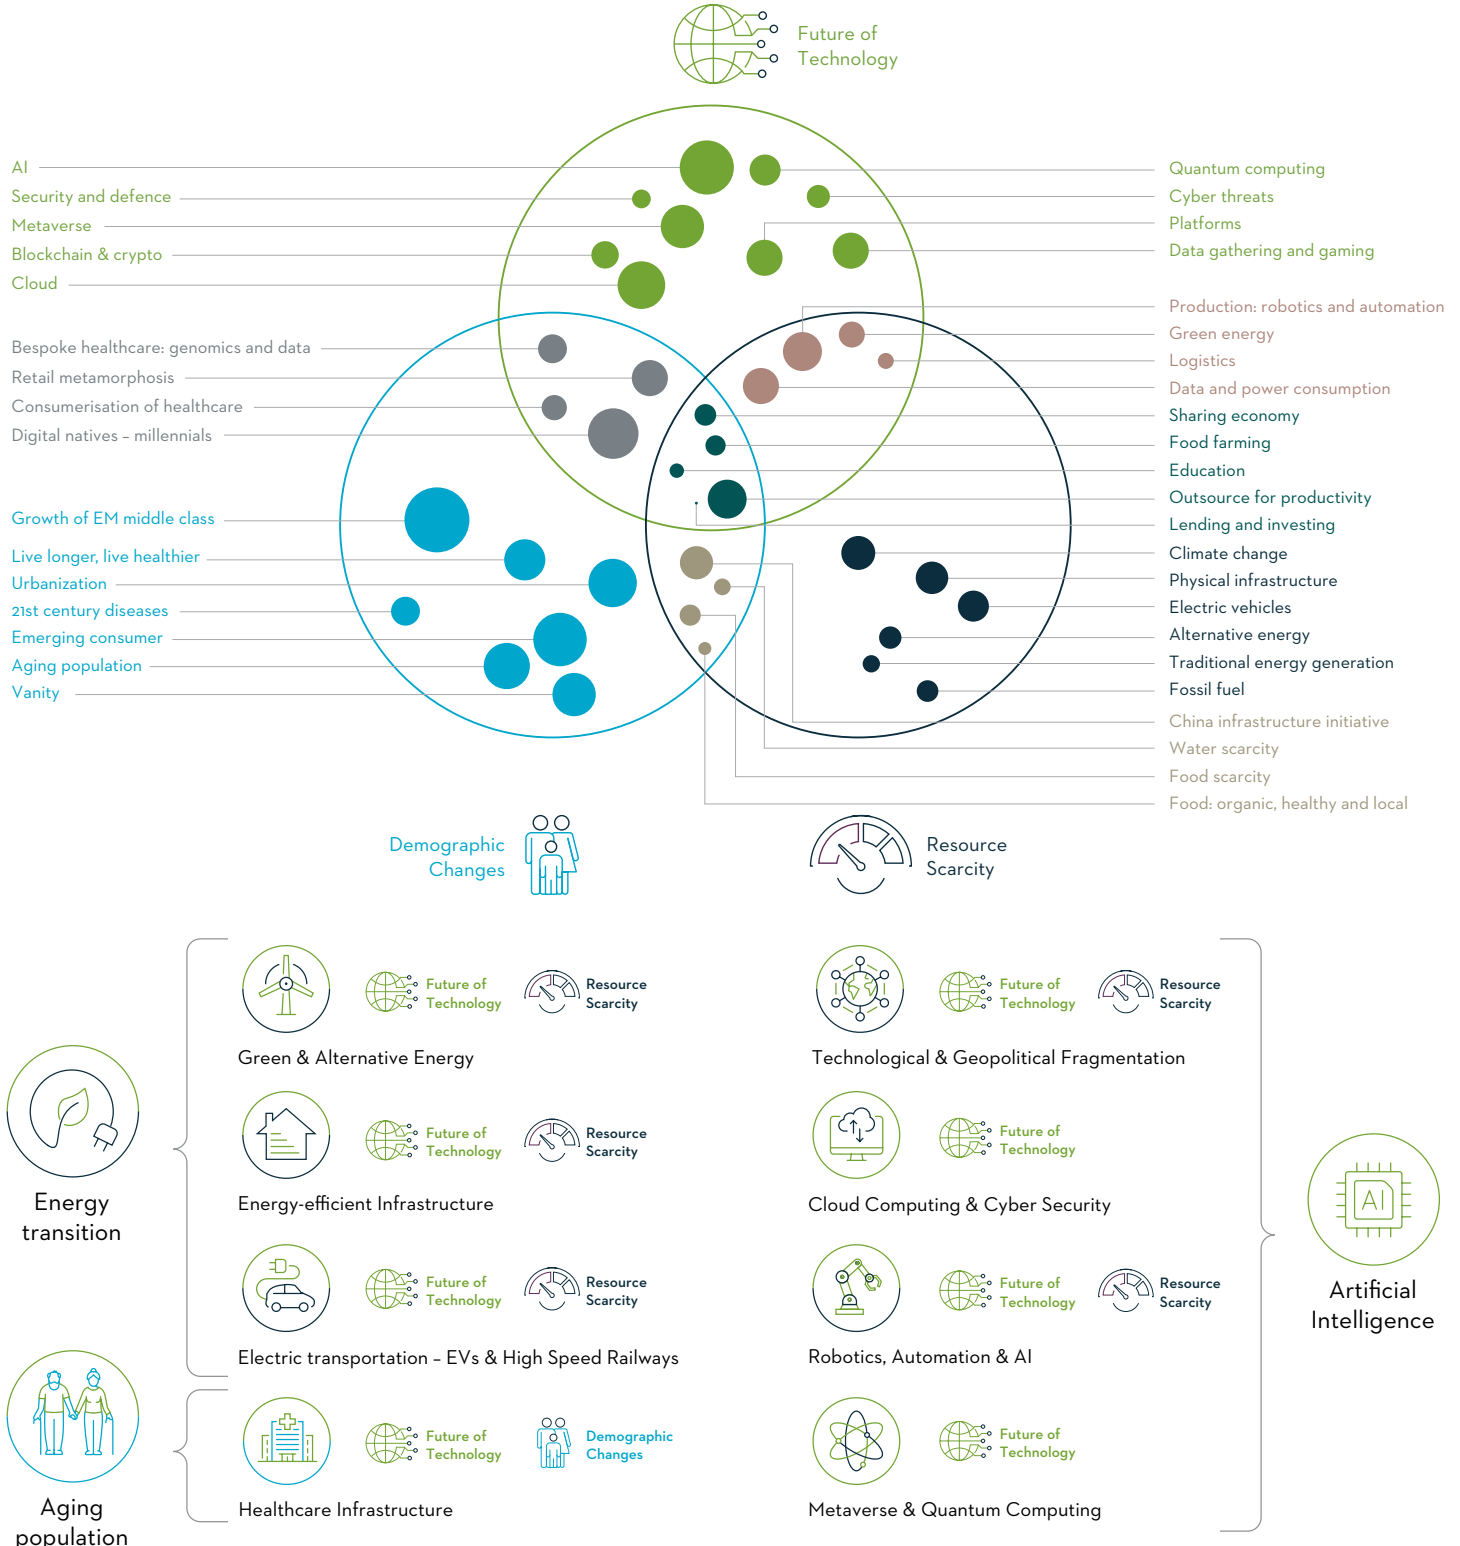 Future of
Technology
AI
Security and defence
Metaverse
Blockchain & crypto
Cloud
Quantum computing
Cyber threats
Platforms
Data gathering and gaming
Bespoke healthcare: genomics and data
Retail metamorphosis
Consumerisation of healthcare
Digital natives – millennials
Production: robotics and automation
Green energy
Logistics
Data and power consumption
Sharing economy
Food farming
Education
Outsource for productivity
Lending and investing
Growth of EM middle class
Live longer, live healthier
Urbanization
21st century diseases
Emerging consumer
Aging population
Vanity
Climate change
Physical infrastructure
Electric vehicles
Alternative energy
Traditional energy generation
Fossil fuel
China infrastructure initiative
Water scarcity
Food scarcity
Food: organic, healthy and local
Demographic
Changes
Resource
Scarcity
Energy
transition
Future of
Technology
Resource
Scarcity
Green & Alternative Energy
Future of
Technology
Resource
Scarcity
Energy-efficient Infrastructure
Future of
Technology
Resource
Scarcity
Electric transportation – EVs & High Speed Railways
Aging
population
Future of
Technology
Demographic
Changes
Healthcare Infrastructure
Future of
Technology
Resource
Scarcity
Technological & Geopolitical Fragmentation
Future of
Technology
Cloud Computing & Cyber Security
Future of
Technology
Resource
Scarcity
Robotics, Automation & AI
Future of
Technology
Metaverse & Quantum Computing
AI
Artificial
Intelligence